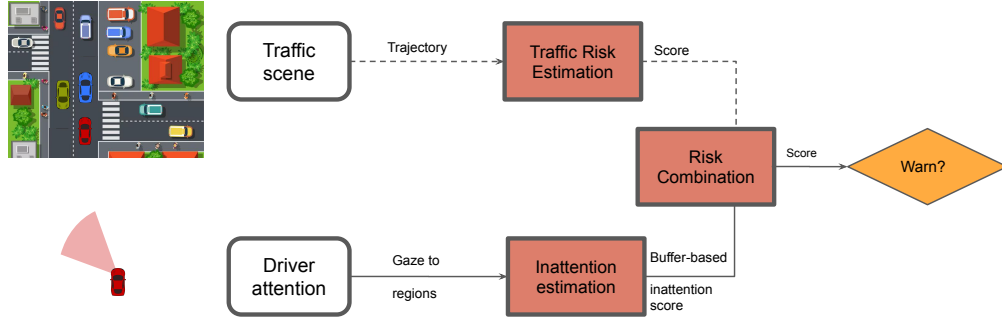 Traffic
scene
Trajectory
Traffic Risk
Estimation
Score
Risk
Combination
Score
Warn?
Driver
attention
Gaze to
regions
Inattention
estimation
Buffer-based
inattention
score